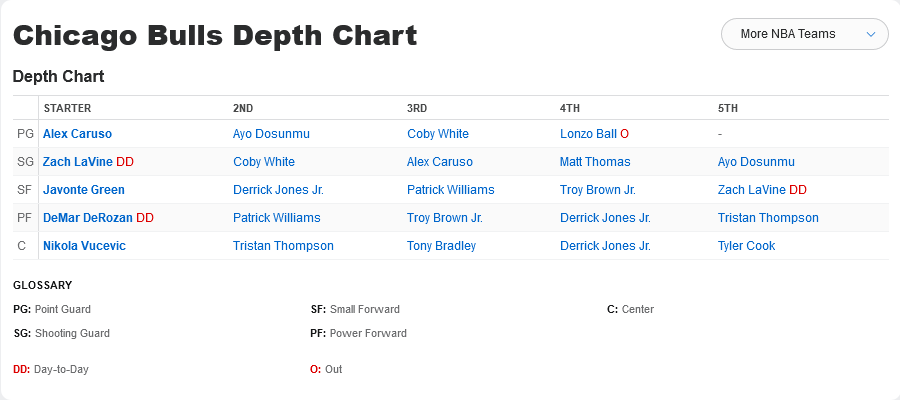 Chicago Bulls Depth Chart
More NBA Teams
Depth Chart
STARTER 2ND 3RD 4TH 5TH
PG Alex Caruso Ayo Dosunmu Coby White Lonzo Ball O -
SG Zach LaVine DD Coby White Alex Caruso Matt Thomas Ayo Dosunmu
SF Javonte Green Derrick Jones Jr. Patrick Williams Troy Brown Jr. Zach LaVine DD
PF DeMar DeRozan DD Patrick Williams Troy Brown Jr. Derrick Jones Jr. Tristan Thompson
C Nikola Vucevic Tristan Thompson Tony Bradley Derrick Jones Jr. Tyler Cook
GLOSSARY
PG: Point Guard SF: Small Forward C: Center
SG: Shooting Guard PF: Power Forward
DD: Day-to-Day O: Out